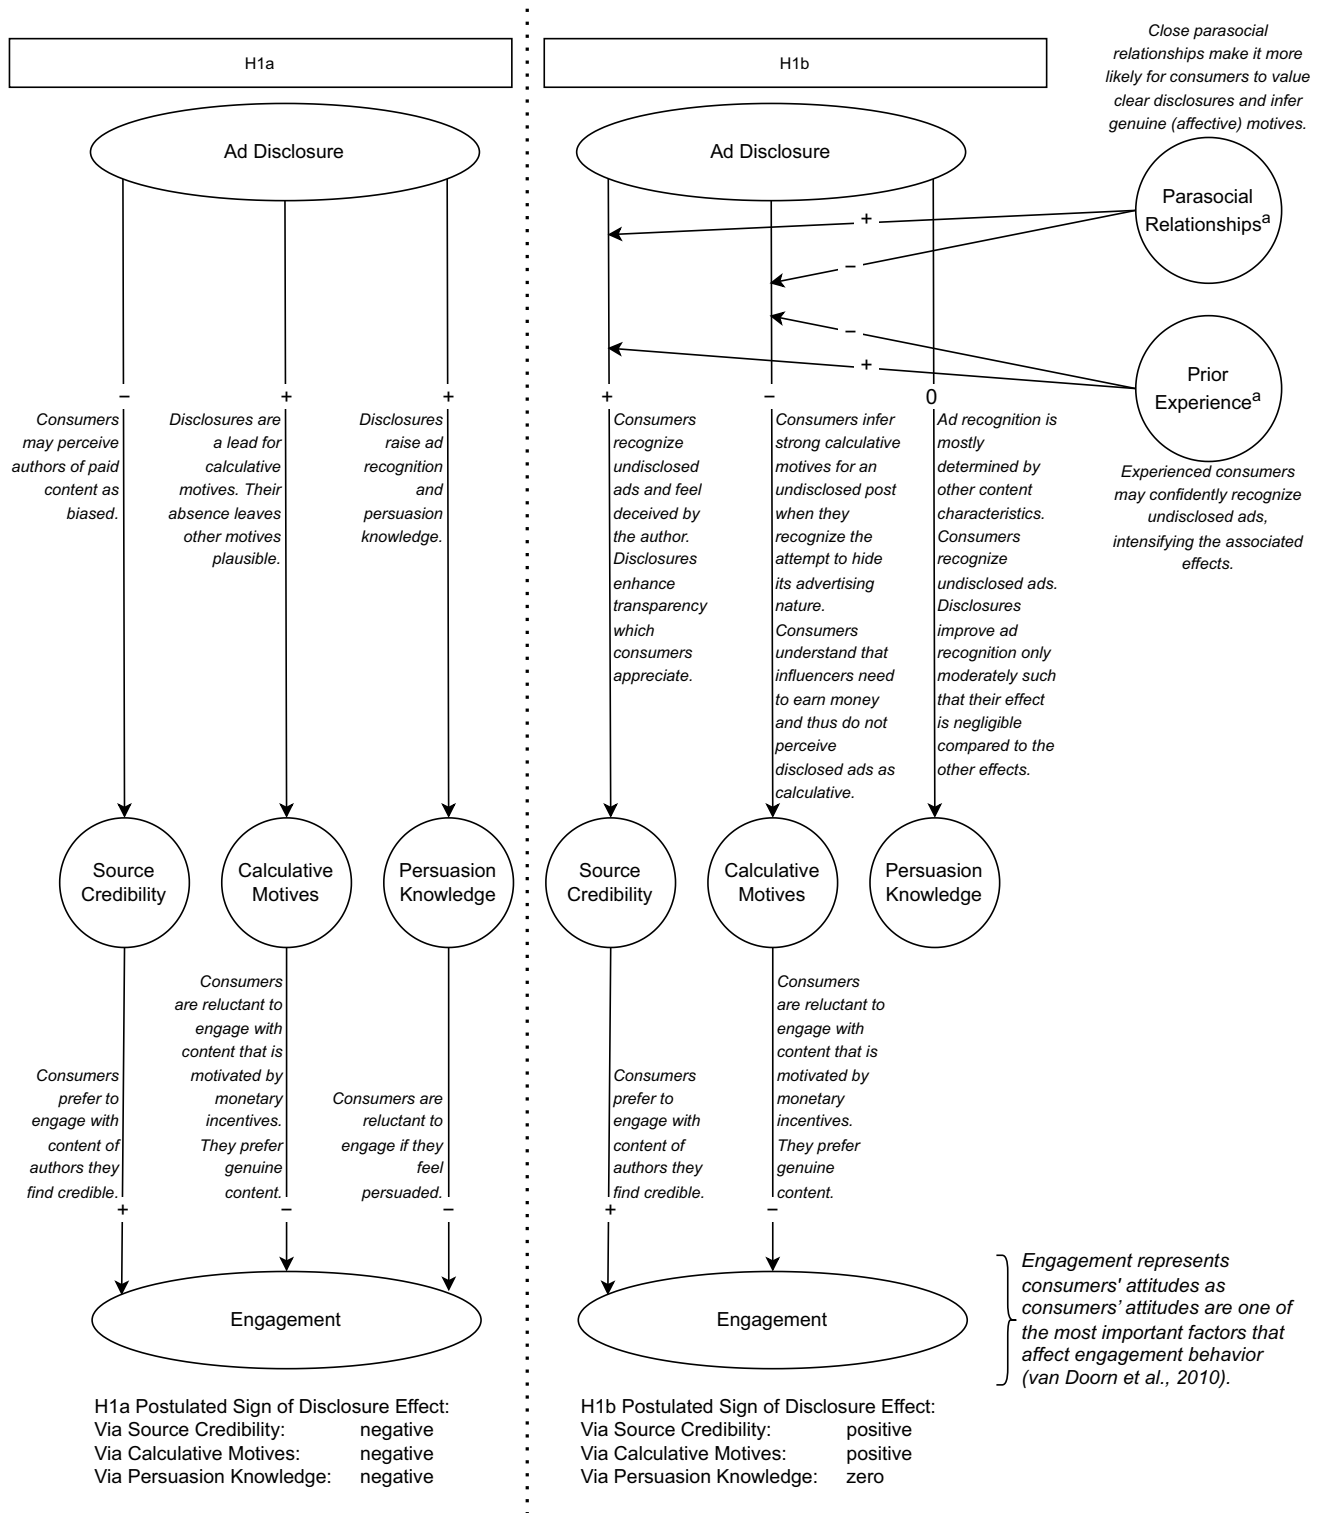 H1a
Ad Disclosure
–
Consumers
may perceive
authors of paid
content as
biased.
+
Disclosures are
a lead for
calculative
motives. Their
absence leaves
other motives
plausible.
+
Disclosures
raise ad
recognition
and
persuasion
knowledge.
Source
Credibility
Calculative
Motives
Persuasion
Knowledge
Consumers
prefer to
engage with
content of
authors they
find credible.
+
Consumers
are reluctant to
engage with
content that is
motivated by
monetary
incentives.
They prefer
genuine
content.
–
Consumers are
reluctant to
engage if they
feel
persuaded.
–
Engagement
H1a Postulated Sign of Disclosure Effect:
Via Source Credibility: negative
Via Calculative Motives: negative
Via Persuasion Knowledge: negative
H1b
Ad Disclosure
Close parasocial
relationships make it more
likely for consumers to value
clear disclosures and infer
genuine (affective) motives.
Parasocial
Relationshipsa
+
–
–
+
Prior
Experiencea
Experienced consumers
may confidently recognize
undisclosed ads,
intensifying the associated
effects.
+
Consumers
recognize
undisclosed
ads and feel
deceived by
the author.
Disclosures
enhance
transparency
which
consumers
appreciate.
–
Consumers infer
strong calculative
motives for an
undisclosed post
when they
recognize the
attempt to hide
its advertising
nature.
Consumers
understand that
influencers need
to earn money
and thus do not
perceive
disclosed ads as
calculative.
0
Ad recognition is
mostly
determined by
other content
characteristics.
Consumers
recognize
undisclosed ads.
Disclosures
improve ad
recognition only
moderately such
that their effect
is negligible
compared to the
other effects.
Source
Credibility
Calculative
Motives
Persuasion
Knowledge
Consumers
prefer to
engage with
content of
authors they
find credible.
+
Consumers
are reluctant to
engage with
content that is
motivated by
monetary
incentives.
They prefer
genuine
content.
–
Engagement
Engagement represents
consumers' attitudes as
consumers’ attitudes are one of
the most important factors that
affect engagement behavior
(van Doorn et al., 2010).
H1b Postulated Sign of Disclosure Effect:
Via Source Credibility: positive
Via Calculative Motives: positive
Via Persuasion Knowledge: zero